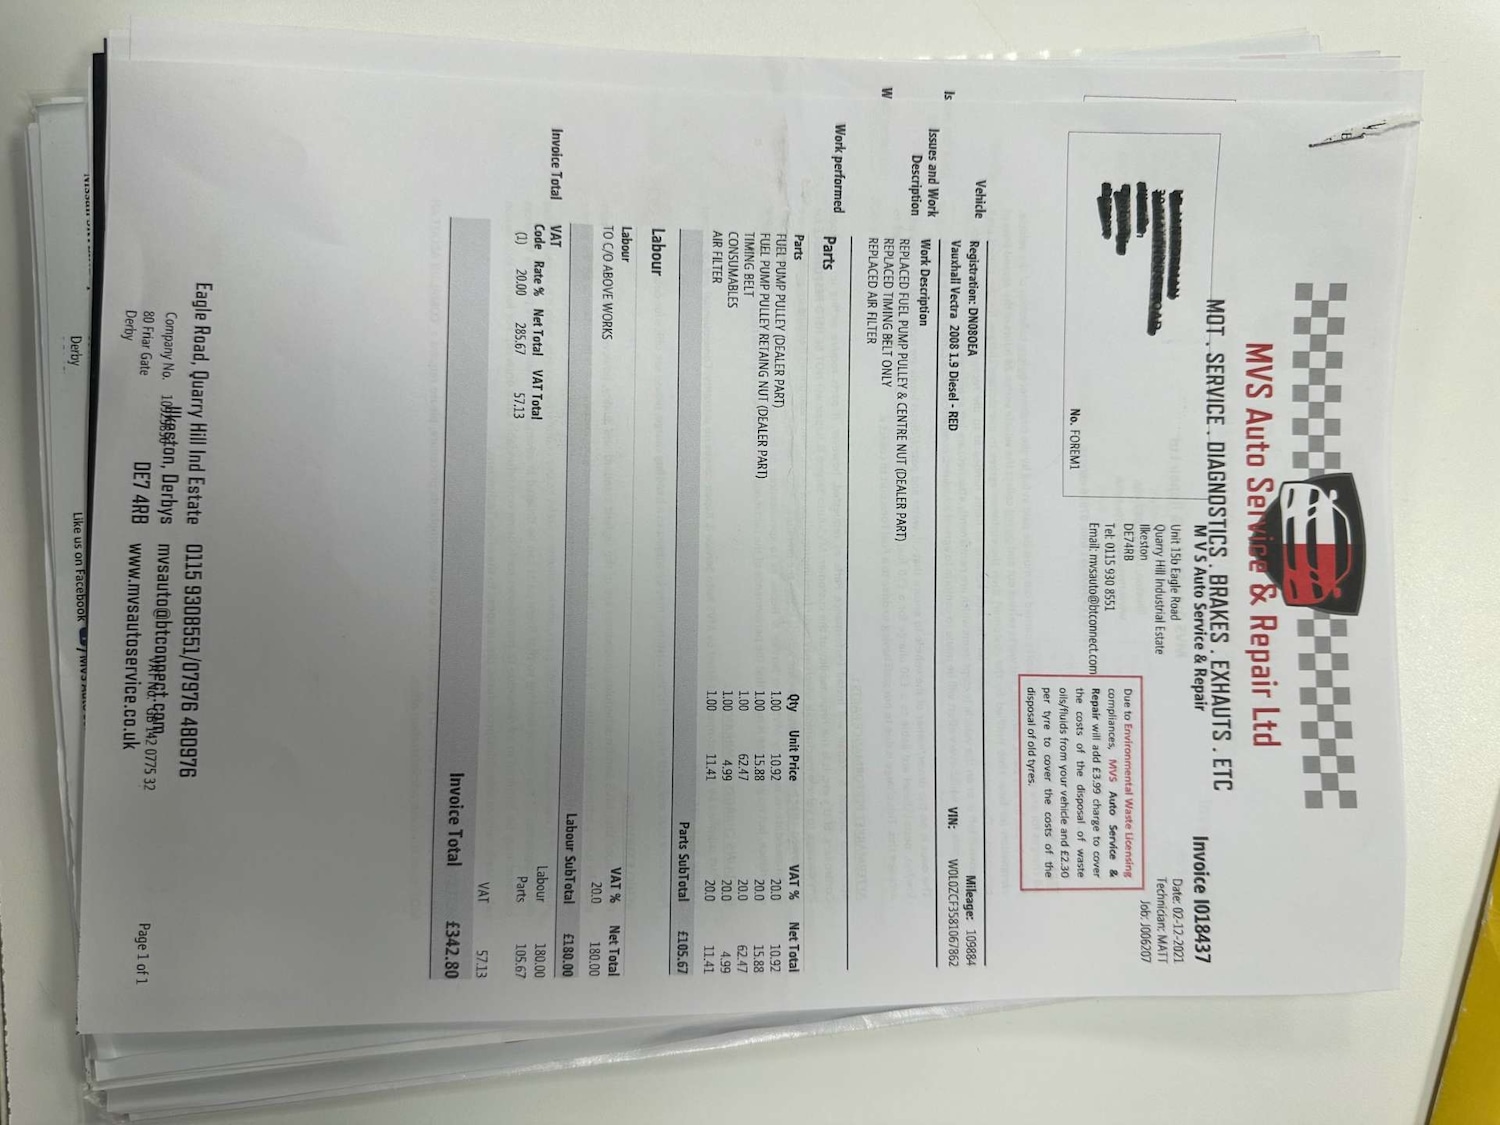 MVS Auto Service & Repair Ltd
MOT . SERVICE . DIAGNOSTICS . BRAKES . EXHAUSTS . ETC
M V S Auto Service & Repair
Unit 15b Eagle Road
Quarry Hill Industrial Estate
Ilkeston
DE74RB
Tel: 0115 930 8551
Email: mvsauto@btconnect.com
Invoice I018437
Date: 02-12-2021
Technician: MATT
Job: J006207
No. FOREM1
Due to Environmental Waste Licensing
compliances, MVS Auto Service &
Repair will add £3.99 charge to cover
the costs of the disposal of waste
oils/fluids from your vehicle and £2.30
per tyre to cover the costs of the
disposal of old tyres.
Vehicle Registration: DN08OEA Mileage: 109884
Vauxhall Vectra 2008 1.9 Diesel - RED VIN: W0L0ZCF3581067862
Is
Issues and Work Description
Work Description
W
REPLACED FUEL PUMP PULLEY & CENTRE NUT (DEALER PART)
REPLACED TIMING BELT ONLY
REPLACED AIR FILTER
Work performed
Parts
Parts Qty Unit Price VAT % Net Total
FUEL PUMP PULLEY (DEALER PART) 1.00 10.92 20.0 10.92
FUEL PUMP PULLEY RETAING NUT (DEALER PART) 1.00 15.88 20.0 15.88
TIMING BELT 1.00 62.47 20.0 62.47
CONSUMABLES 1.00 4.99 20.0 4.99
AIR FILTER 1.00 11.41 20.0 11.41
Parts SubTotal £105.67
Labour
Labour VAT % Net Total
TO C/O ABOVE WORKS 20.0 180.00
Labour SubTotal £180.00
Invoice Total
VAT Code Rate % Net Total VAT Total
(1) 20.00 285.67 57.13
Labour 180.00
Parts 105.67
VAT 57.13
Invoice Total £342.80
Eagle Road, Quarry Hill Ind Estate 0115 9308551/07976 480976
Ilkeston, Derbys mvsauto@btconnect.com
DE7 4RB www.mvsautoservice.co.uk
Company No.
80 Friar Gate
Derby
VAT No. GB 142 0775 32
Page 1 of 1
Derby
Like us on Facebook